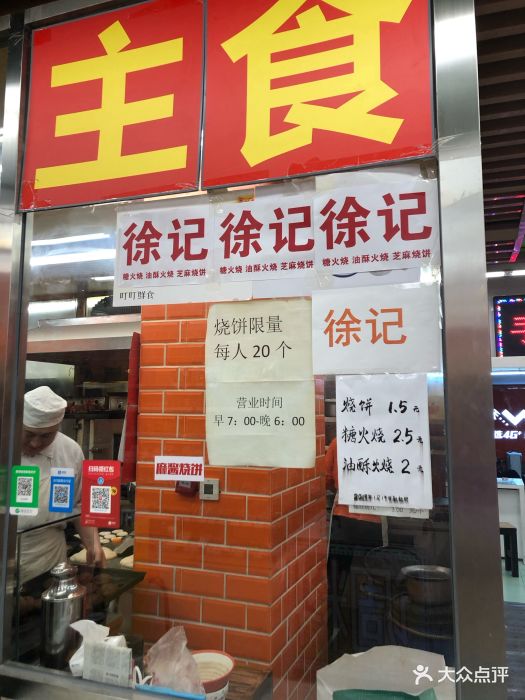 主食
徐记
糖火烧 油酥火烧 芝麻烧饼
徐记
糖火烧 油酥火烧 芝麻烧饼
徐记
糖火烧 油酥火烧 芝麻烧饼
叮叮鲜食
烧饼限量
每人 20 个
徐记
营业时间
早 7：00-晚 6：00
烧饼 1.5元
糖火烧 2.5元
油酥火烧 2元
麻酱烧饼
大众点评